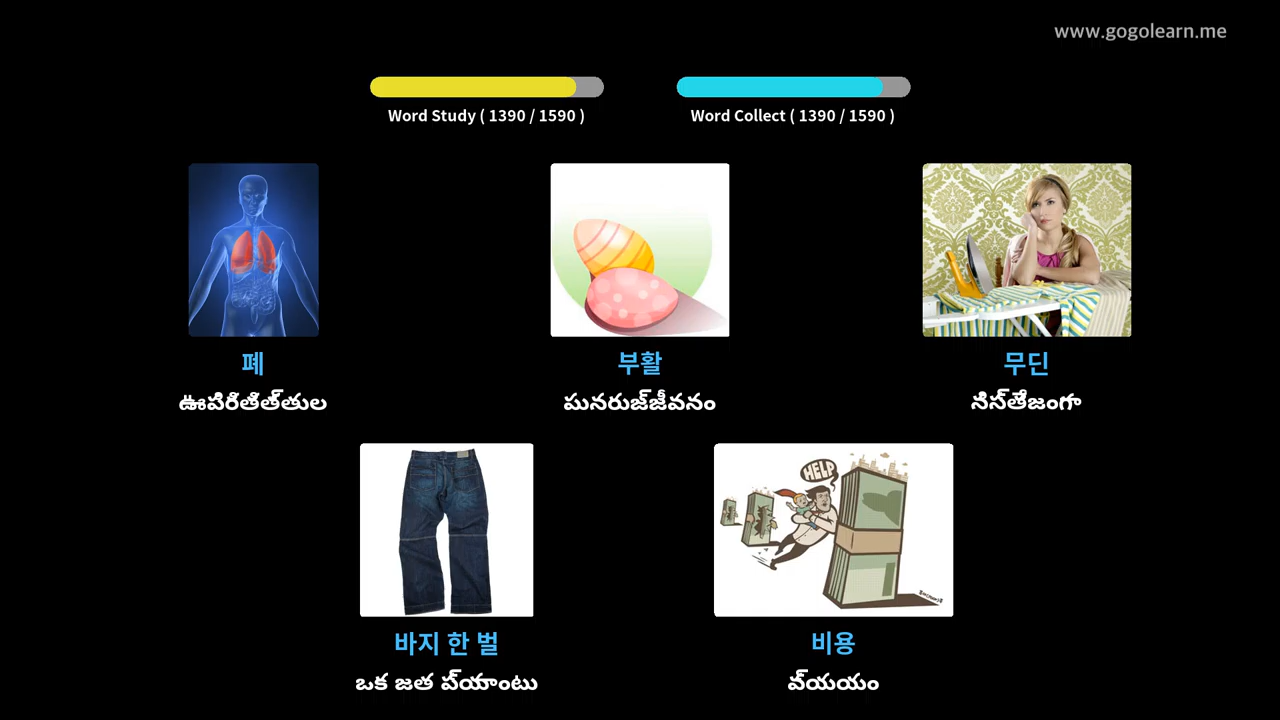 www.gogolearn.me
Word Study ( 1390 / 1590 )
Word Collect ( 1390 / 1590 )
폐
부활
무딘
ఊపిరితిత్తుల
పునరుజ్జీవనం
నిస్తేజంగా
HELP
바지 한 벌
비용
ఒక జత ప్యాంటు
వ్యయం